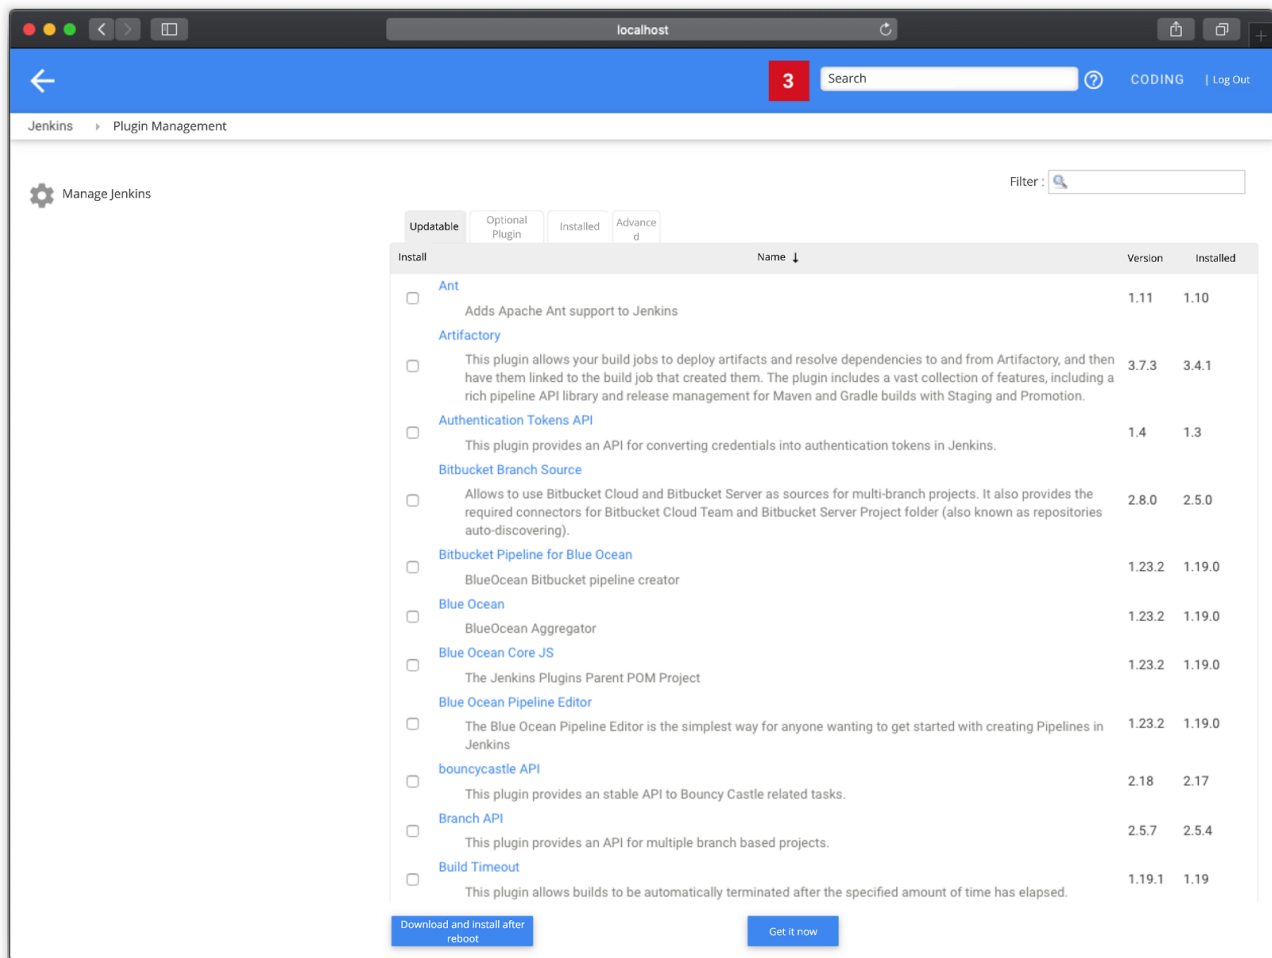 localhost
3
Search
CODING
| Log Out
Jenkins
Plugin Management
Manage Jenkins
Filter :
Updatable
Optional
Plugin
Installed
Advance
d
Install
Name ↓
Version
Installed
Ant
Adds Apache Ant support to Jenkins
1.11
1.10
Artifactory
This plugin allows your build jobs to deploy artifacts and resolve dependencies to and from Artifactory, and then
have them linked to the build job that created them. The plugin includes a vast collection of features, including a
rich pipeline API library and release management for Maven and Gradle builds with Staging and Promotion.
3.7.3
3.4.1
Authentication Tokens API
This plugin provides an API for converting credentials into authentication tokens in Jenkins.
1.4
1.3
Bitbucket Branch Source
Allows to use Bitbucket Cloud and Bitbucket Server as sources for multi-branch projects. It also provides the
required connectors for Bitbucket Cloud Team and Bitbucket Server Project folder (also known as repositories
auto-discovering).
2.8.0
2.5.0
Bitbucket Pipeline for Blue Ocean
BlueOcean Bitbucket pipeline creator
1.23.2
1.19.0
Blue Ocean
BlueOcean Aggregator
1.23.2
1.19.0
Blue Ocean Core JS
The Jenkins Plugins Parent POM Project
1.23.2
1.19.0
Blue Ocean Pipeline Editor
The Blue Ocean Pipeline Editor is the simplest way for anyone wanting to get started with creating Pipelines in
Jenkins
1.23.2
1.19.0
bouncycastle API
This plugin provides an stable API to Bouncy Castle related tasks.
2.18
2.17
Branch API
This plugin provides an API for multiple branch based projects.
2.5.7
2.5.4
Build Timeout
This plugin allows builds to be automatically terminated after the specified amount of time has elapsed.
1.19.1
1.19
Download and install after
reboot
Get it now